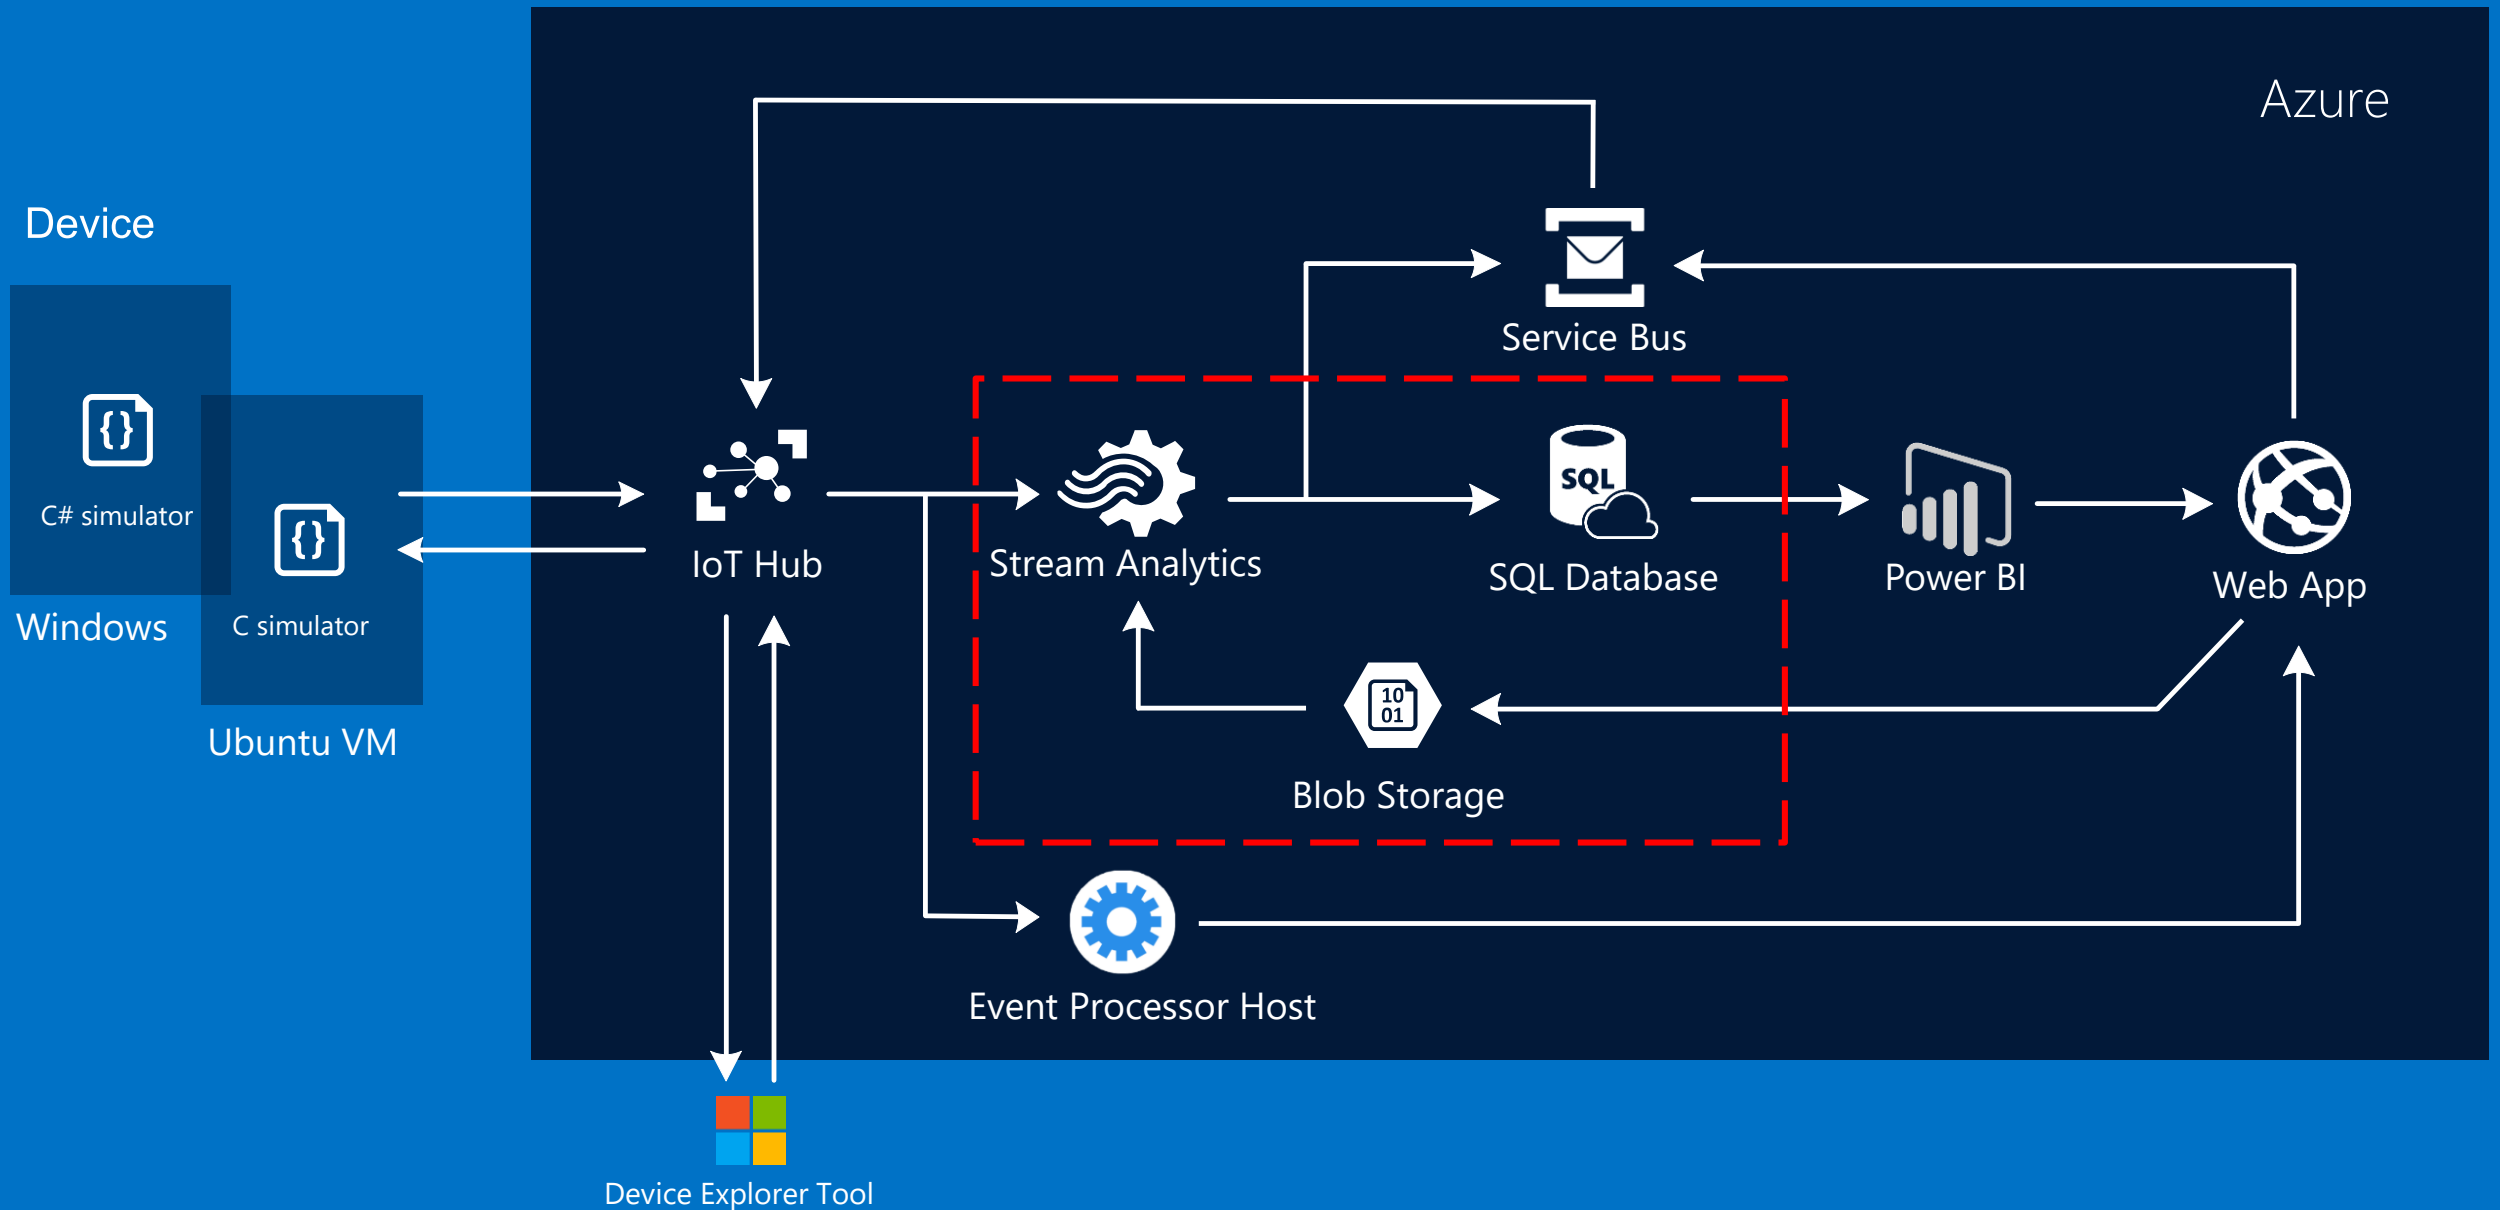 Azure
Device
Service Bus
SQL
C# simulator
IoT Hub
Stream Analytics
SQL Database
Power BI
Web App
Windows
C simulator
10
01
Ubuntu VM
Blob Storage
Event Processor Host
Device Explorer Tool